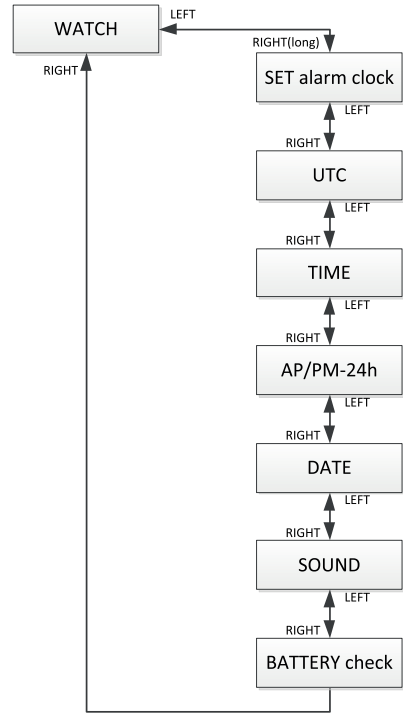 LEFT
WATCH
RIGHT(long)
RIGHT
SET alarm clock
LEFT
RIGHT
UTC
LEFT
RIGHT
TIME
LEFT
RIGHT
AP/PM-24h
LEFT
RIGHT
DATE
LEFT
RIGHT
SOUND
LEFT
RIGHT
BATTERY check